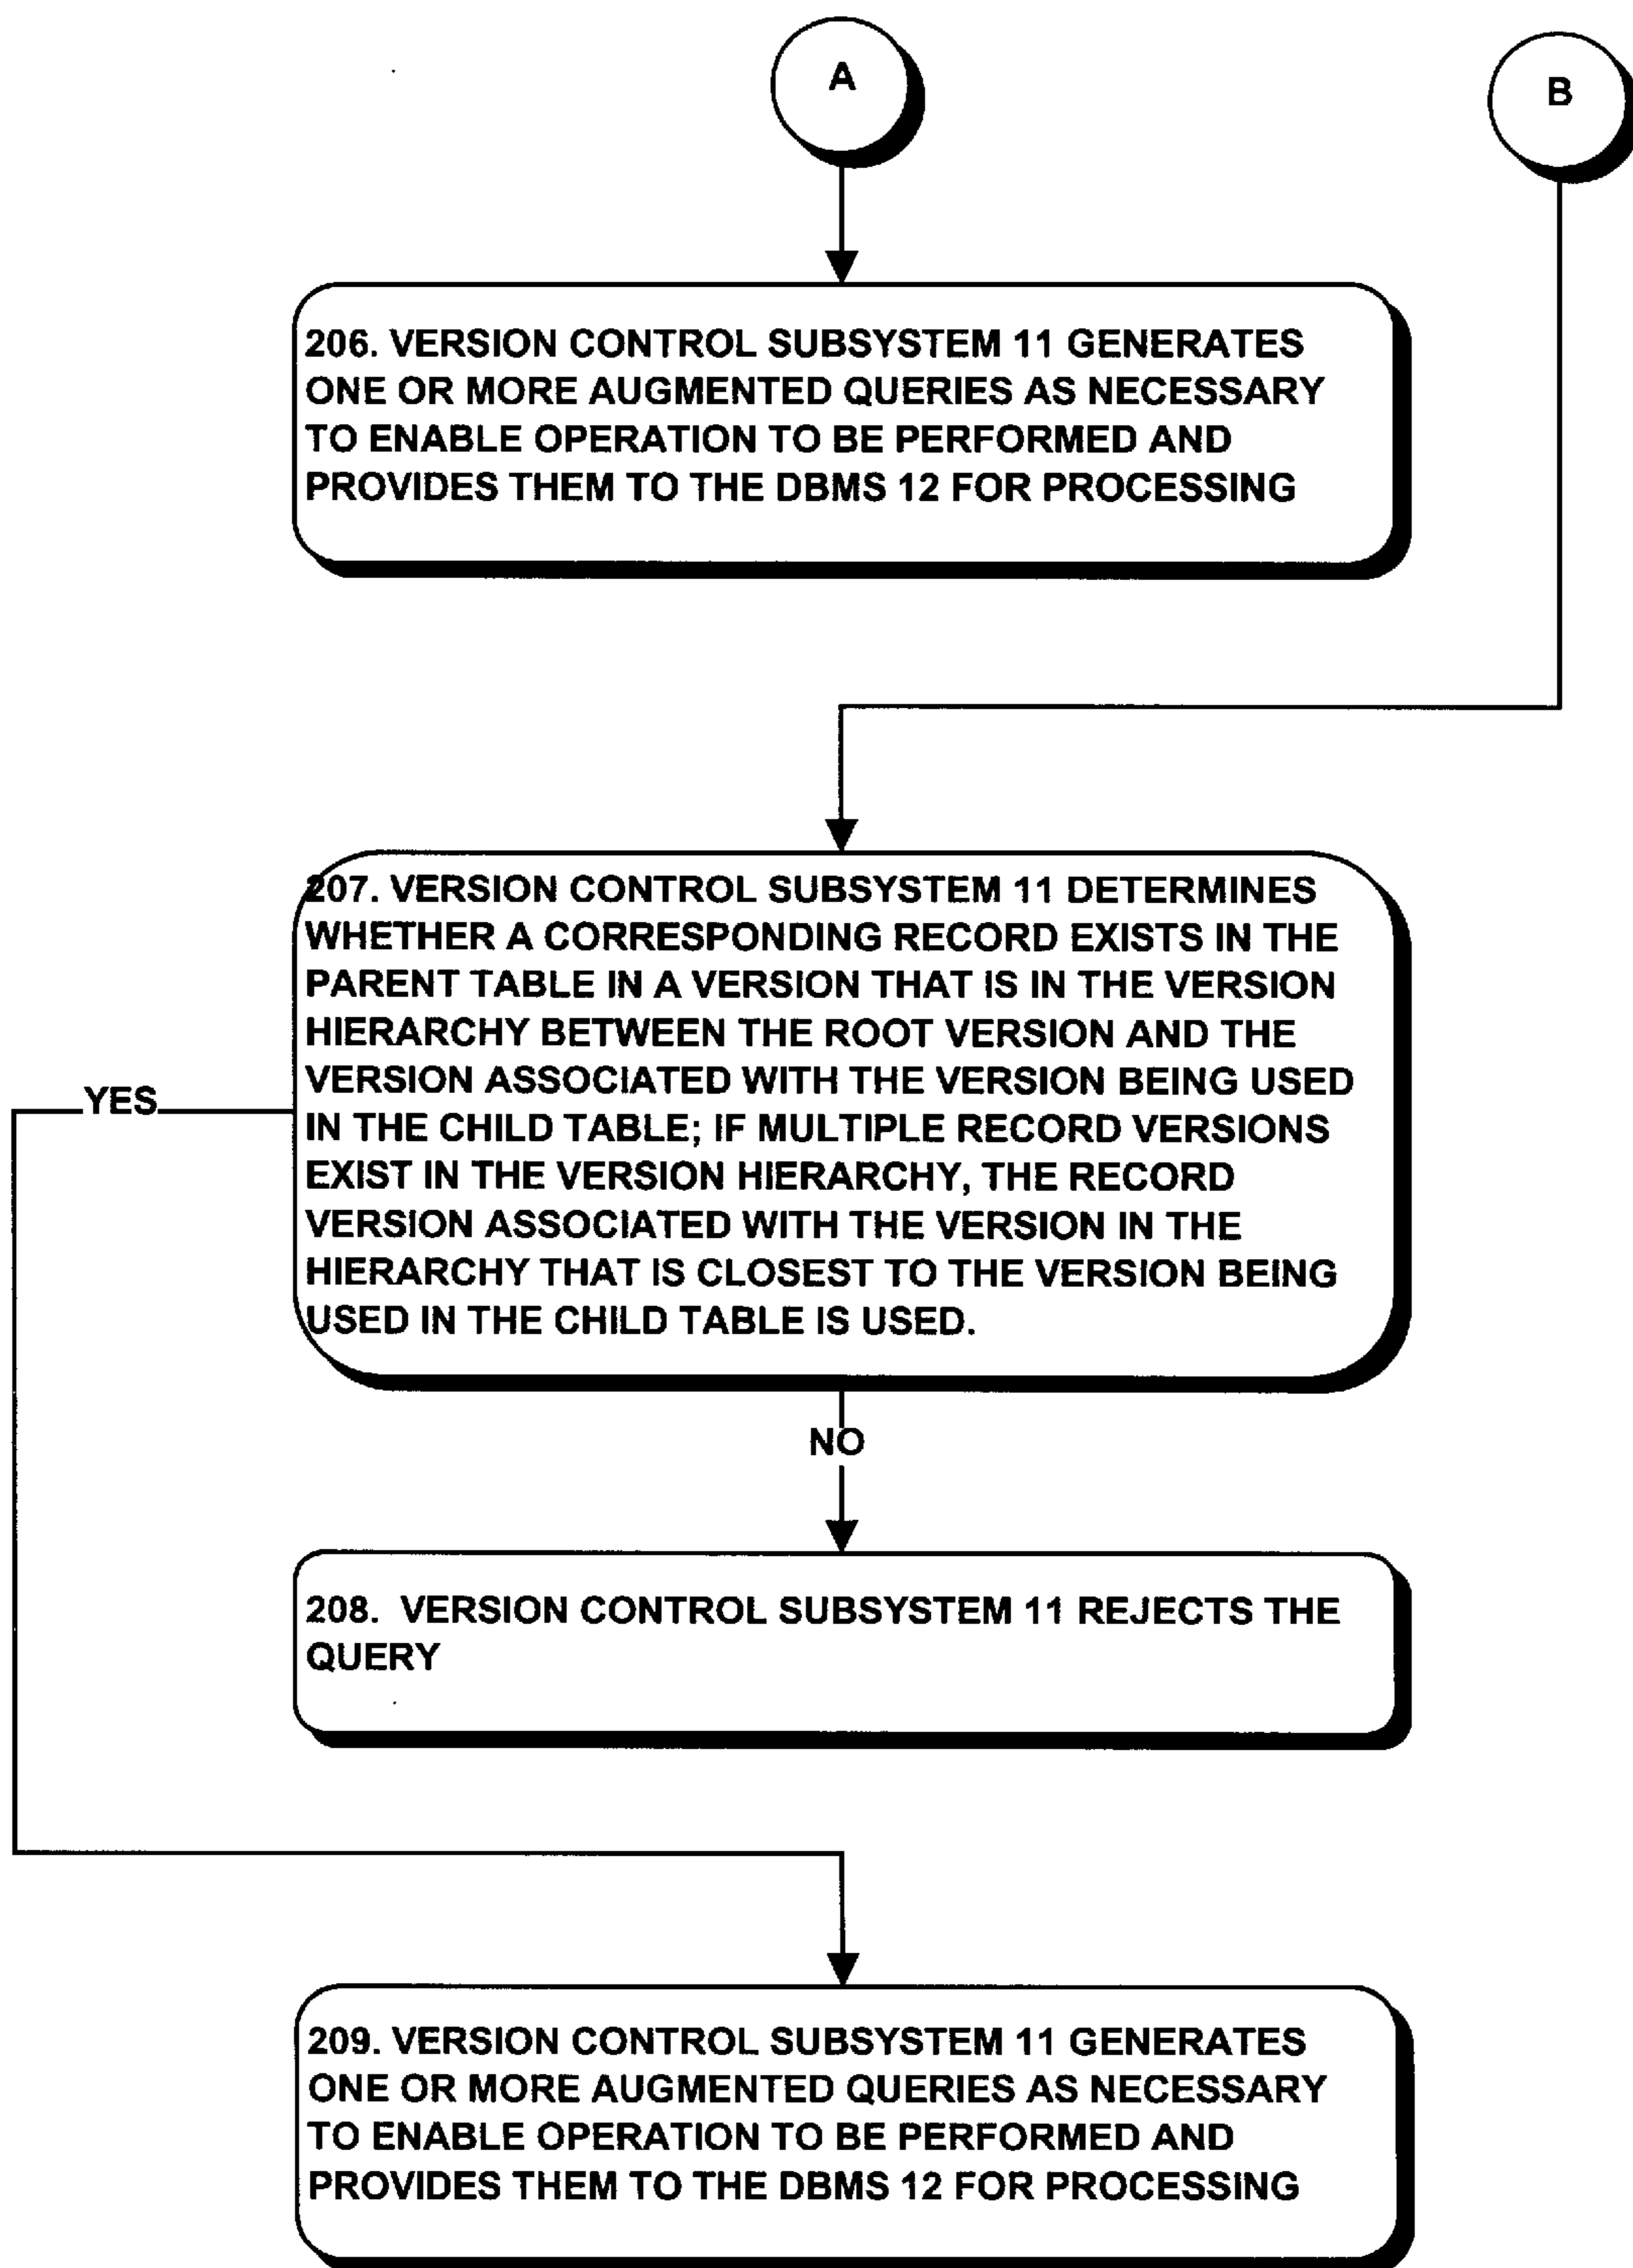 A
B
206. VERSION CONTROL SUBSYSTEM 11 GENERATES
ONE OR MORE AUGMENTED QUERIES AS NECESSARY
TO ENABLE OPERATION TO BE PERFORMED AND
PROVIDES THEM TO THE DBMS 12 FOR PROCESSING
207. VERSION CONTROL SUBSYSTEM 11 DETERMINES
WHETHER A CORRESPONDING RECORD EXISTS IN THE
PARENT TABLE IN A VERSION THAT IS IN THE VERSION
HIERARCHY BETWEEN THE ROOT VERSION AND THE
VERSION ASSOCIATED WITH THE VERSION BEING USED
IN THE CHILD TABLE; IF MULTIPLE RECORD VERSIONS
EXIST IN THE VERSION HIERARCHY, THE RECORD
VERSION ASSOCIATED WITH THE VERSION IN THE
HIERARCHY THAT IS CLOSEST TO THE VERSION BEING
USED IN THE CHILD TABLE IS USED.
YES
NO
208. VERSION CONTROL SUBSYSTEM 11 REJECTS THE
QUERY
209. VERSION CONTROL SUBSYSTEM 11 GENERATES
ONE OR MORE AUGMENTED QUERIES AS NECESSARY
TO ENABLE OPERATION TO BE PERFORMED AND
PROVIDES THEM TO THE DBMS 12 FOR PROCESSING